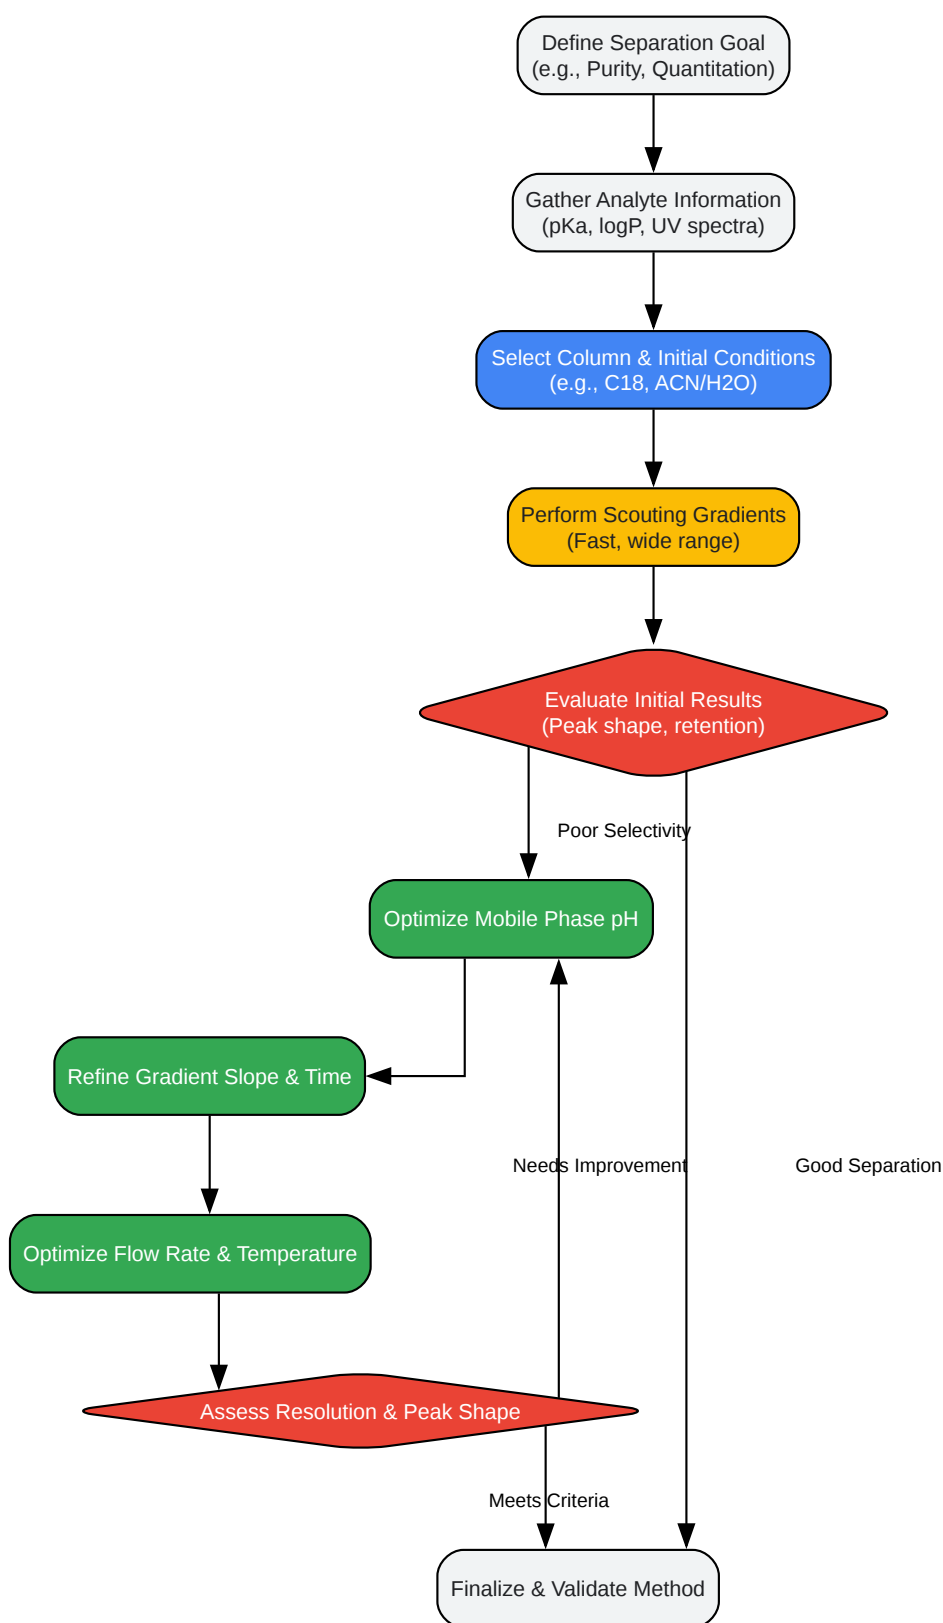 Define Separation Goal
(e.g., Purity, Quantitation)
Gather Analyte Information
(pKa, logP, UV spectra)
Select Column & Initial Conditions
(e.g., C18, ACN/H2O)
Perform Scouting Gradients
(Fast, wide range)
Evaluate Initial Results
(Peak shape, retention)
Poor Selectivity
Optimize Mobile Phase pH
Refine Gradient Slope & Time
Needs Improvement
Good Separation
Optimize Flow Rate & Temperature
Assess Resolution & Peak Shape
Meets Criteria
Finalize & Validate Method